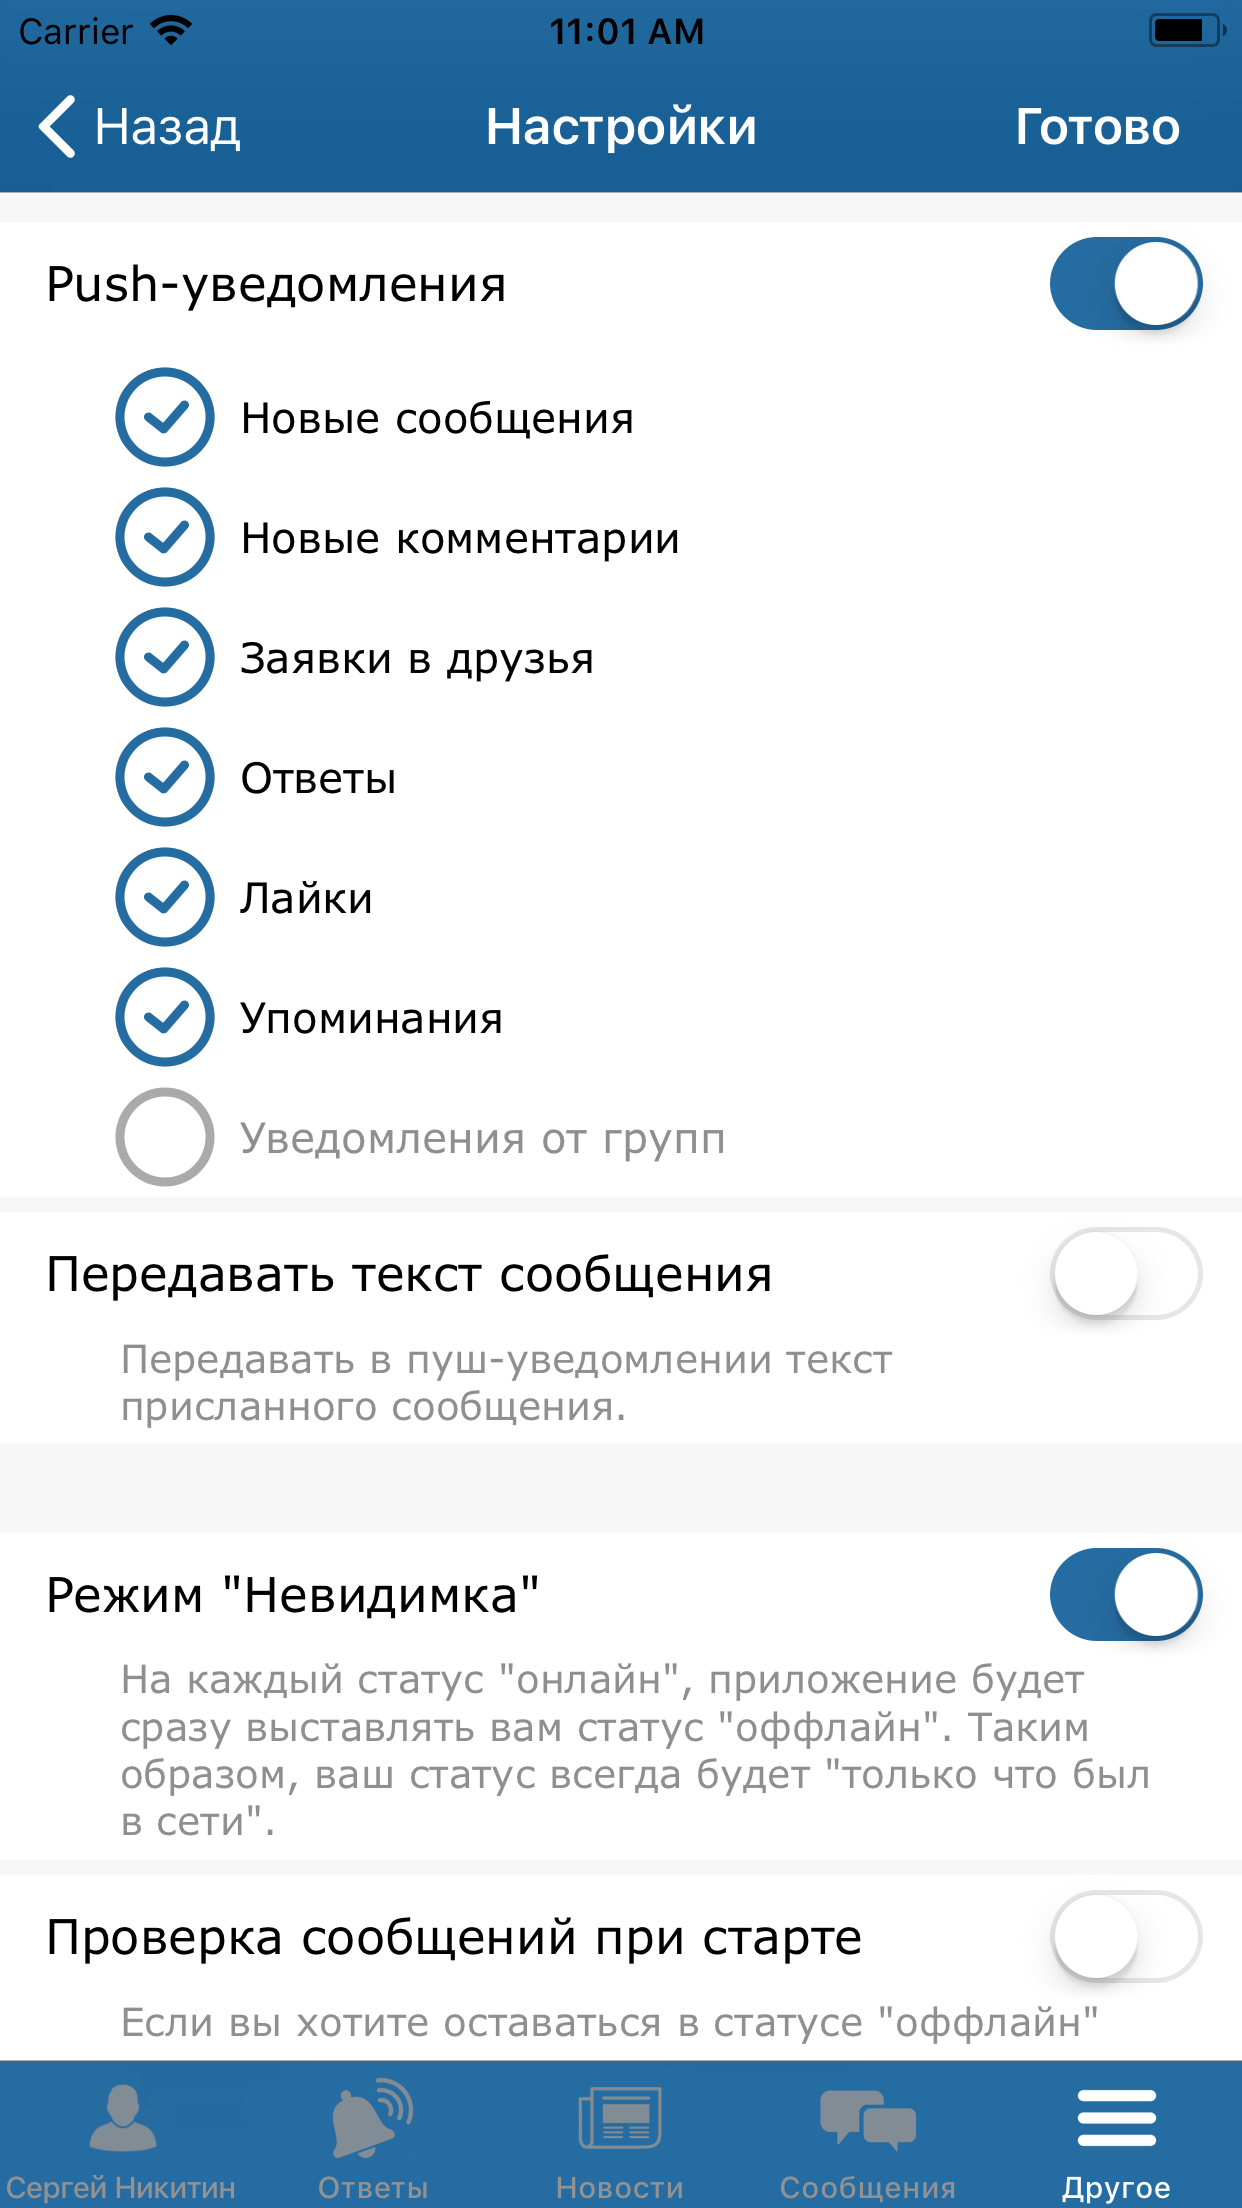 Carrier 11:01 AM
Назад Настройки Готово
Push-уведомления
Новые сообщения
Новые комментарии
Заявки в друзья
Ответы
Лайки
Упоминания
Уведомления от групп
Передавать текст сообщения
Передавать в пуш-уведомлении текст
присланного сообщения.
Режим "Невидимка"
На каждый статус "онлайн", приложение будет
сразу выставлять вам статус "оффлайн". Таким
образом, ваш статус всегда будет "только что был
в сети".
Проверка сообщений при старте
Если вы хотите оставаться в статусе "оффлайн"
Сергей Никитин Ответы Новости Сообщения Другое